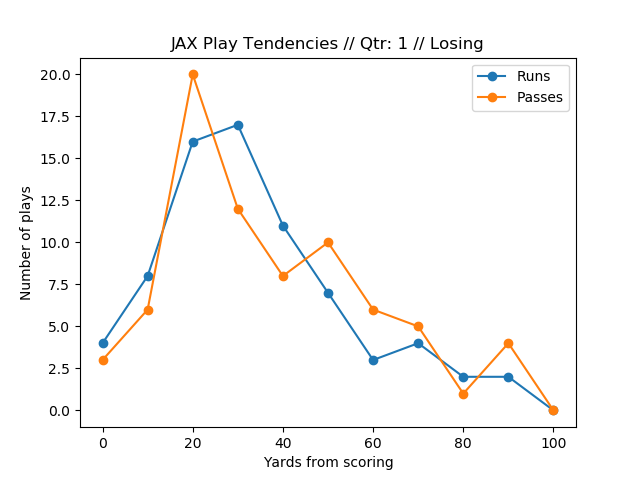 JAX Play Tendencies // Qtr: 1 // Losing
Runs
Passes
20.0
17.5
15.0
12.5
10.0
7.5
5.0
2.5
0.0
Number of plays
0 20 40 60 80 100
Yards from scoring